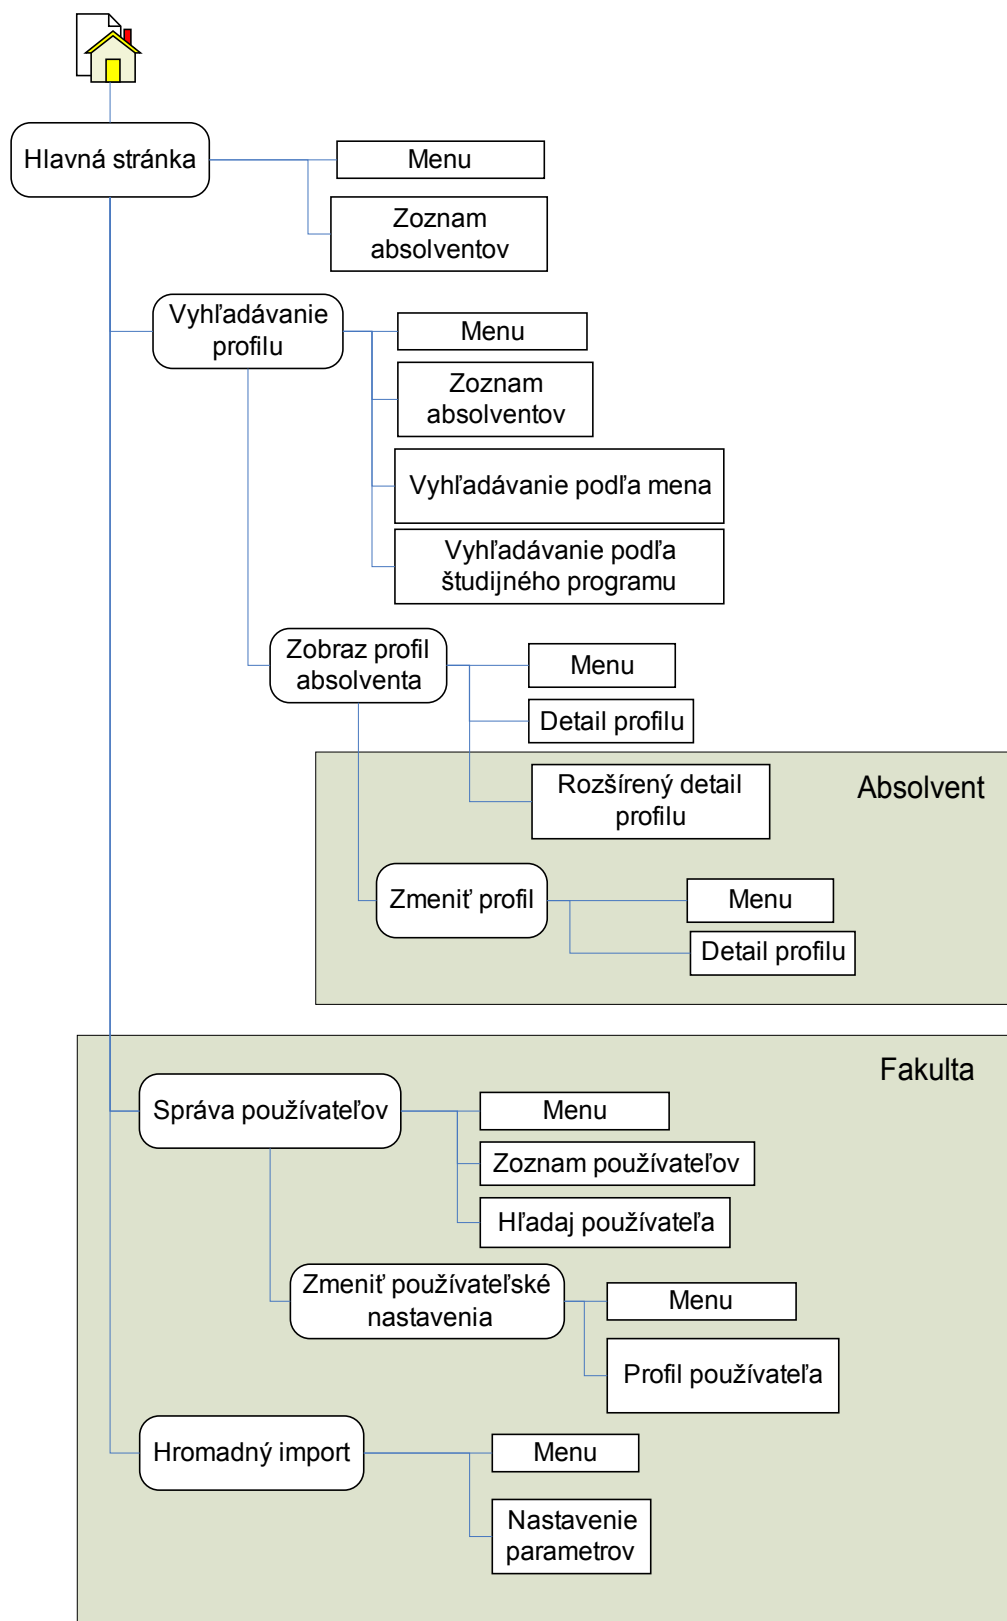 Hlavná stránka
Menu
Zoznam
absolventov
Vyhľadávanie
profilu
Menu
Zoznam
absolventov
Vyhľadávanie podľa mena
Vyhľadávanie podľa
študijného programu
Zobraz profil
absolventa
Menu
Detail profilu
Absolvent
Rozšírený detail
profilu
Zmeniť profil
Menu
Detail profilu
Fakulta
Správa používateľov
Menu
Zoznam používateľov
Hľadaj používateľa
Zmeniť používateľské
nastavenia
Menu
Profil používateľa
Hromadný import
Menu
Nastavenie
parametrov